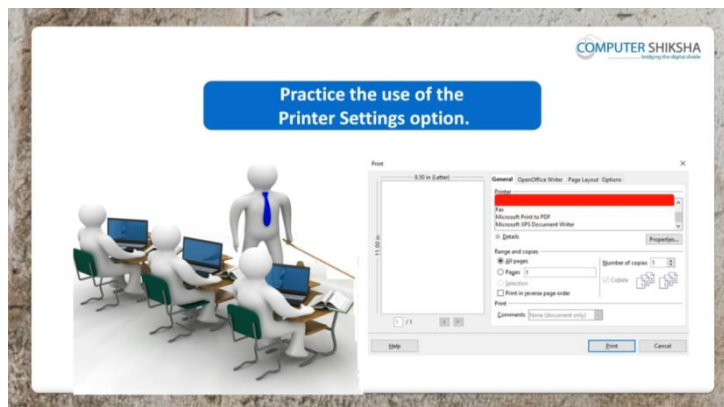 COMPUTER SHIKSHA
bridging the digital divide
Practice the use of the
Printer Settings option.
Print
8.50 in (Letter)
General OpenOffice Writer Page Layout Options
Printer
Fax
Microsoft Print to PDF
Microsoft XPS Document Writer
11.00 in
Details
Properties...
Range and copies
All pages
Number of copies 1
Pages 1
Collate
Selection
Print in reverse page order
Print
Comments None (document only)
1 / 1
Help
Print
Cancel